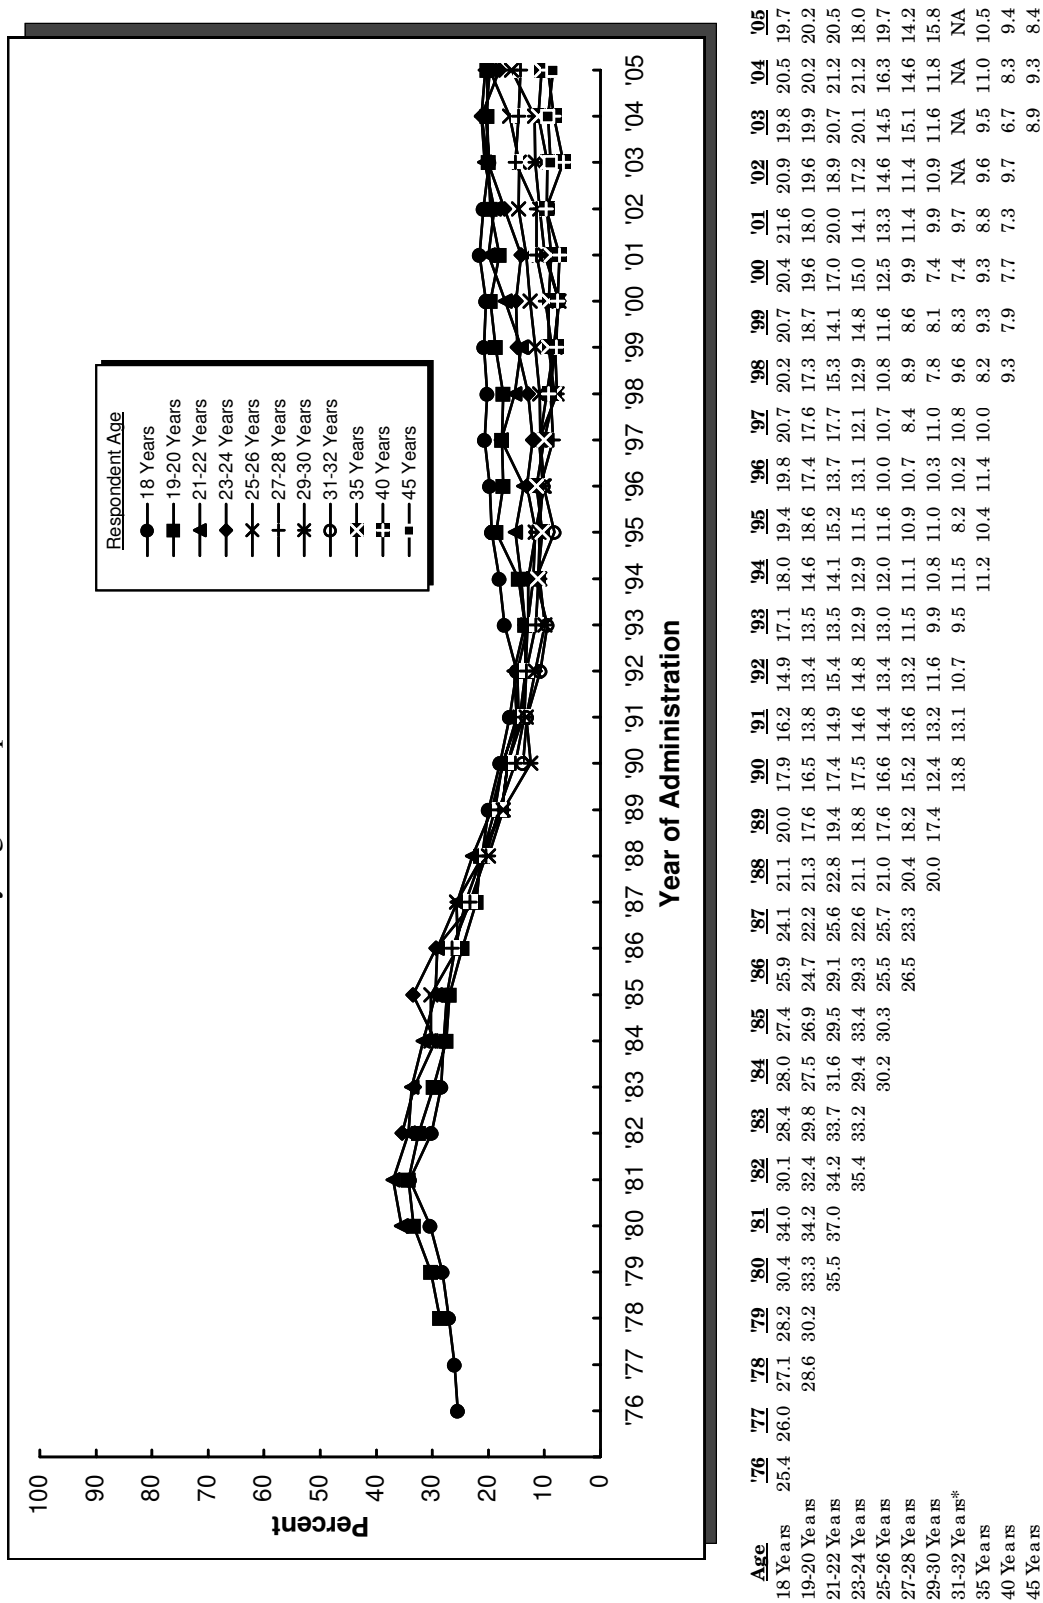 100
90
80
70
60
50
40
30
20
10
0
Percent
Respondent Age
18 Years
19-20 Years
21-22 Years
23-24 Years
25-26 Years
27-28 Years
29-30 Years
31-32 Years
35 Years
40 Years
45 Years
'76 '77 '78 '79 '80 '81 '82 '83 '84 '85 '86 '87 '88 '89 '90 '91 '92 '93 '94 '95 '96 '97 '98 '99 '00 '01 '02 '03 '04 '05
Year of Administration
Age '76 '77 '78 '79 '80 '81 '82 '83 '84 '85 '86 '87 '88 '89 '90 '91 '92 '93 '94 '95 '96 '97 '98 '99 '00 '01 '02 '03 '04 '05
18 Years 25.4 26.0 27.1 28.2 30.4 34.0 30.1 28.4 28.0 27.4 25.9 24.1 21.1 20.0 17.9 16.2 14.9 17.1 18.0 19.4 19.8 20.7 20.2 20.7 20.4 21.6 20.9 19.8 20.5 19.7
19-20 Years 28.6 30.2 33.3 34.2 32.4 29.8 27.5 26.9 24.7 22.2 21.3 17.6 16.5 13.8 13.4 13.5 14.6 18.6 17.4 17.6 17.3 18.7 19.6 18.0 19.6 19.9 20.2 20.2
21-22 Years 35.5 37.0 34.2 33.7 31.6 29.5 29.1 25.6 22.8 19.4 17.4 14.9 15.4 13.5 14.1 15.2 13.7 17.7 15.3 14.1 17.0 20.0 18.9 20.7 21.2 20.5
23-24 Years 35.4 33.2 29.4 33.4 29.3 22.6 21.1 18.8 17.5 14.6 14.8 12.9 12.9 11.5 13.1 12.1 12.9 14.8 15.0 14.1 17.2 20.1 21.2 18.0
25-26 Years 30.2 30.3 25.5 25.7 21.0 17.6 16.6 14.4 13.4 13.0 12.0 11.6 10.0 10.7 10.8 11.6 12.5 13.3 14.6 14.5 16.3 19.7
27-28 Years 26.5 23.3 20.4 18.2 15.2 13.6 13.2 11.5 11.1 10.9 10.7 8.4 8.9 8.6 9.9 11.4 11.4 15.1 14.6 14.2
29-30 Years 20.0 17.4 12.4 13.2 11.6 9.9 10.8 11.0 10.3 11.0 7.8 8.1 7.4 9.9 10.9 11.6 11.8 15.8
31-32 Years* 13.8 13.1 10.7 9.5 11.5 8.2 10.2 10.8 9.6 8.3 7.4 9.7 NA NA NA NA
35 Years 11.2 10.4 11.4 10.0 8.2 9.3 9.3 8.8 9.6 9.5 11.0 10.5
40 Years 9.3 7.9 7.7 7.3 9.7 6.7 8.3 9.4
45 Years 8.9 9.3 8.4